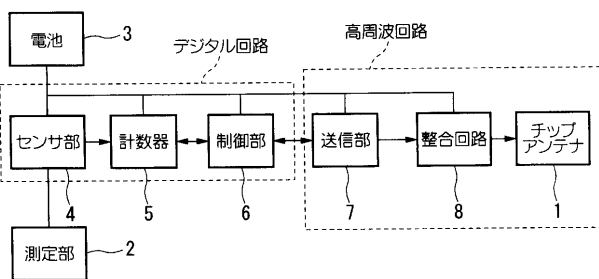 電池
3
デジタル回路
高周波回路
センサ部
計数器
制御部
送信部
整合回路
チップ
アンテナ
4
5
6
7
8
1
測定部
2